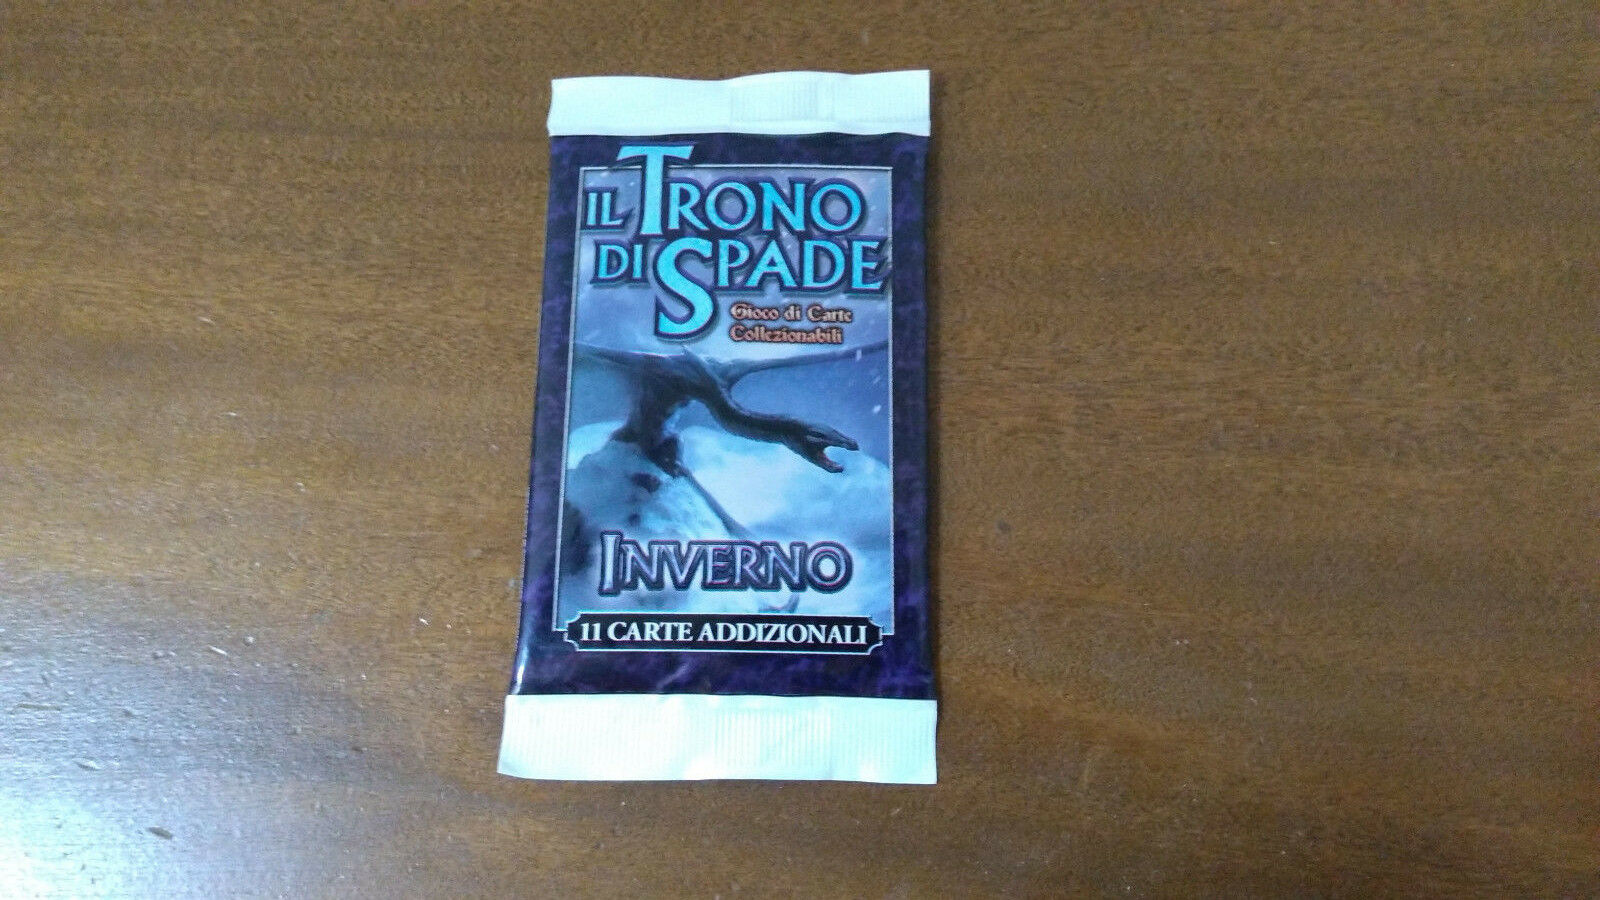 IL TRONO
DI SPADE
Gioco di Carte
Collezionabili
INVERNO
11 CARTE ADDIZIONALI